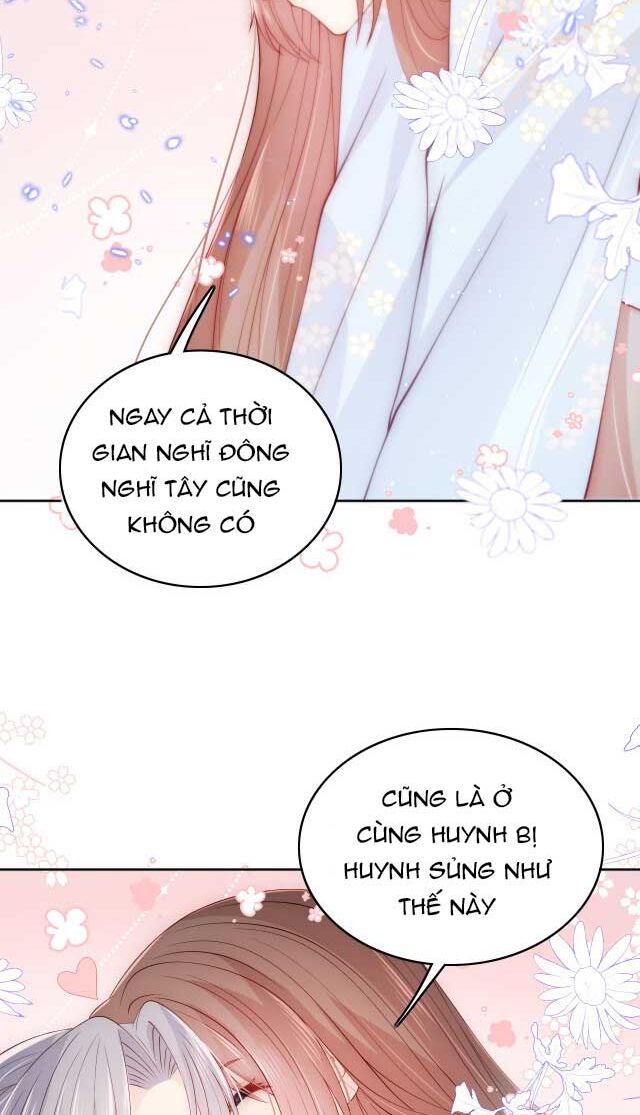 NGAY CẢ THỜI
GIAN NGHĨ ĐÔNG
NGHĨ TÂY CŨNG
KHÔNG CÓ
CŨNG LÀ Ở
CÙNG HUYNH BỊ
HUYNH SỦNG NHƯ
THẾ NÀY